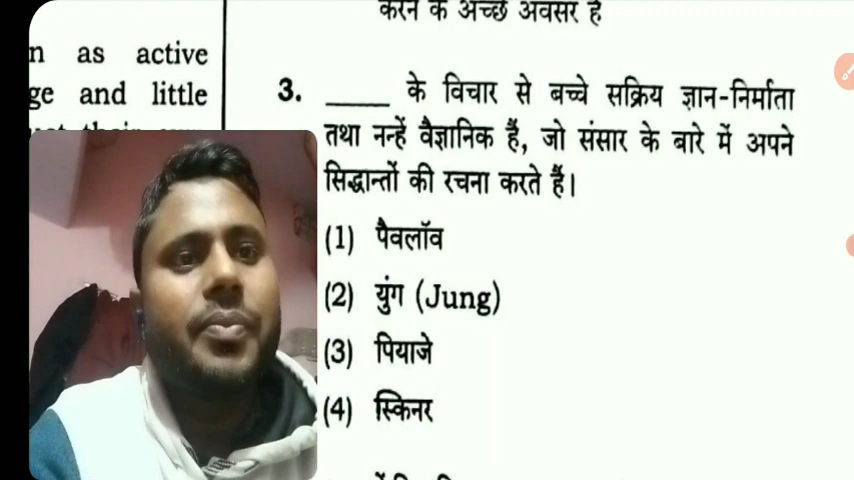 करने के अच्छे अवसर हैं
n as active
ge and little
3. ____ के विचार से बच्चे सक्रिय ज्ञान-निर्माता
तथा नन्हें वैज्ञानिक हैं, जो संसार के बारे में अपने
सिद्धान्तों की रचना करते हैं।
(1) पैवलॉव
(2) युंग (Jung)
(3) पियाजे
(4) स्किनर